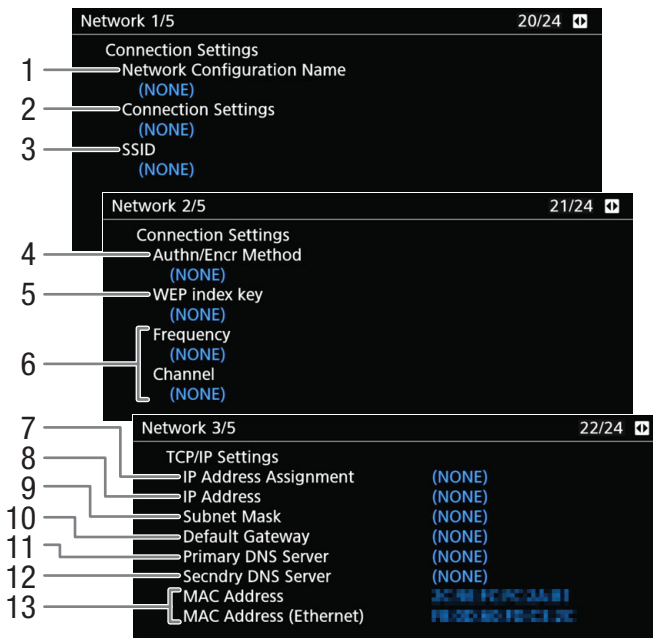 Network 1/5 20/24
Connection Settings
1 Network Configuration Name
(NONE)
2 Connection Settings
(NONE)
3 SSID
(NONE)
Network 2/5 21/24
Connection Settings
4 Authn/Encr Method
(NONE)
5 WEP index key
(NONE)
6 Frequency
(NONE)
Channel
(NONE)
Network 3/5 22/24
TCP/IP Settings
7 IP Address Assignment (NONE)
8 IP Address (NONE)
9 Subnet Mask (NONE)
10 Default Gateway (NONE)
11 Primary DNS Server (NONE)
12 Secndry DNS Server (NONE)
13 MAC Address
MAC Address (Ethernet)